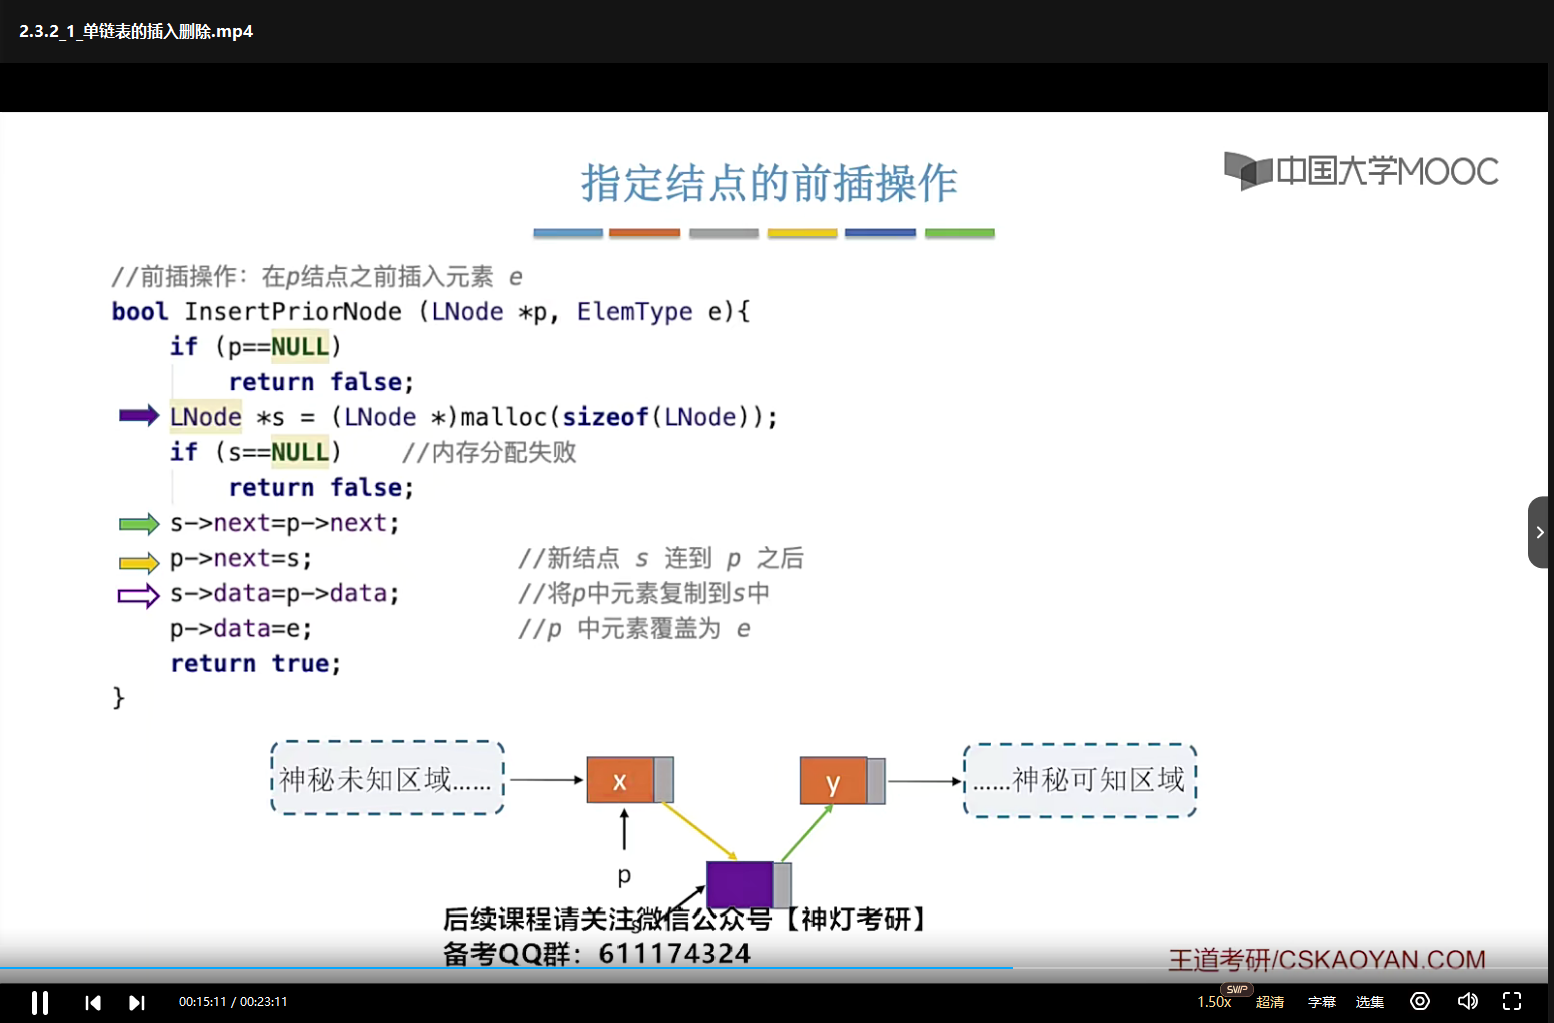 2.3.2_1_单链表的插入删除.mp4
指定结点的前插操作
中国大学MOOC
//前插操作：在p结点之前插入元素 e
bool InsertPriorNode (LNode *p, ElemType e){
if (p==NULL)
return false;
LNode *s = (LNode *)malloc(sizeof(LNode));
if (s==NULL) //内存分配失败
return false;
s->next=p->next;
p->next=s; //新结点 s 连到 p 之后
s->data=p->data; //将p中元素复制到s中
p->data=e; //p 中元素覆盖为 e
return true;
}
神秘未知区域...... x y ......神秘可知区域
p
s
后续课程请关注微信公众号【神灯考研】
备考QQ群：611174324
王道考研/CSKAOYAN.COM
00:15:11 / 00:23:11 1.50x SVIP 超清 字幕 选集